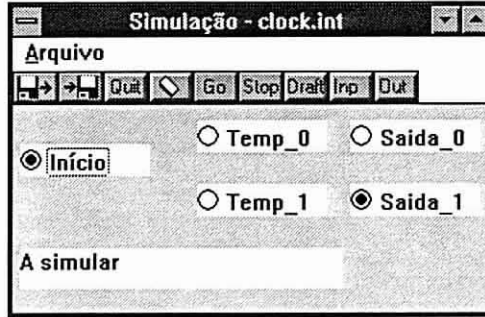 Simulação - clock.int
Arquivo
Quit Go Stop Draft Inp Out
Temp_0 Saida_0
Início
Temp_1 Saida_1
A simular